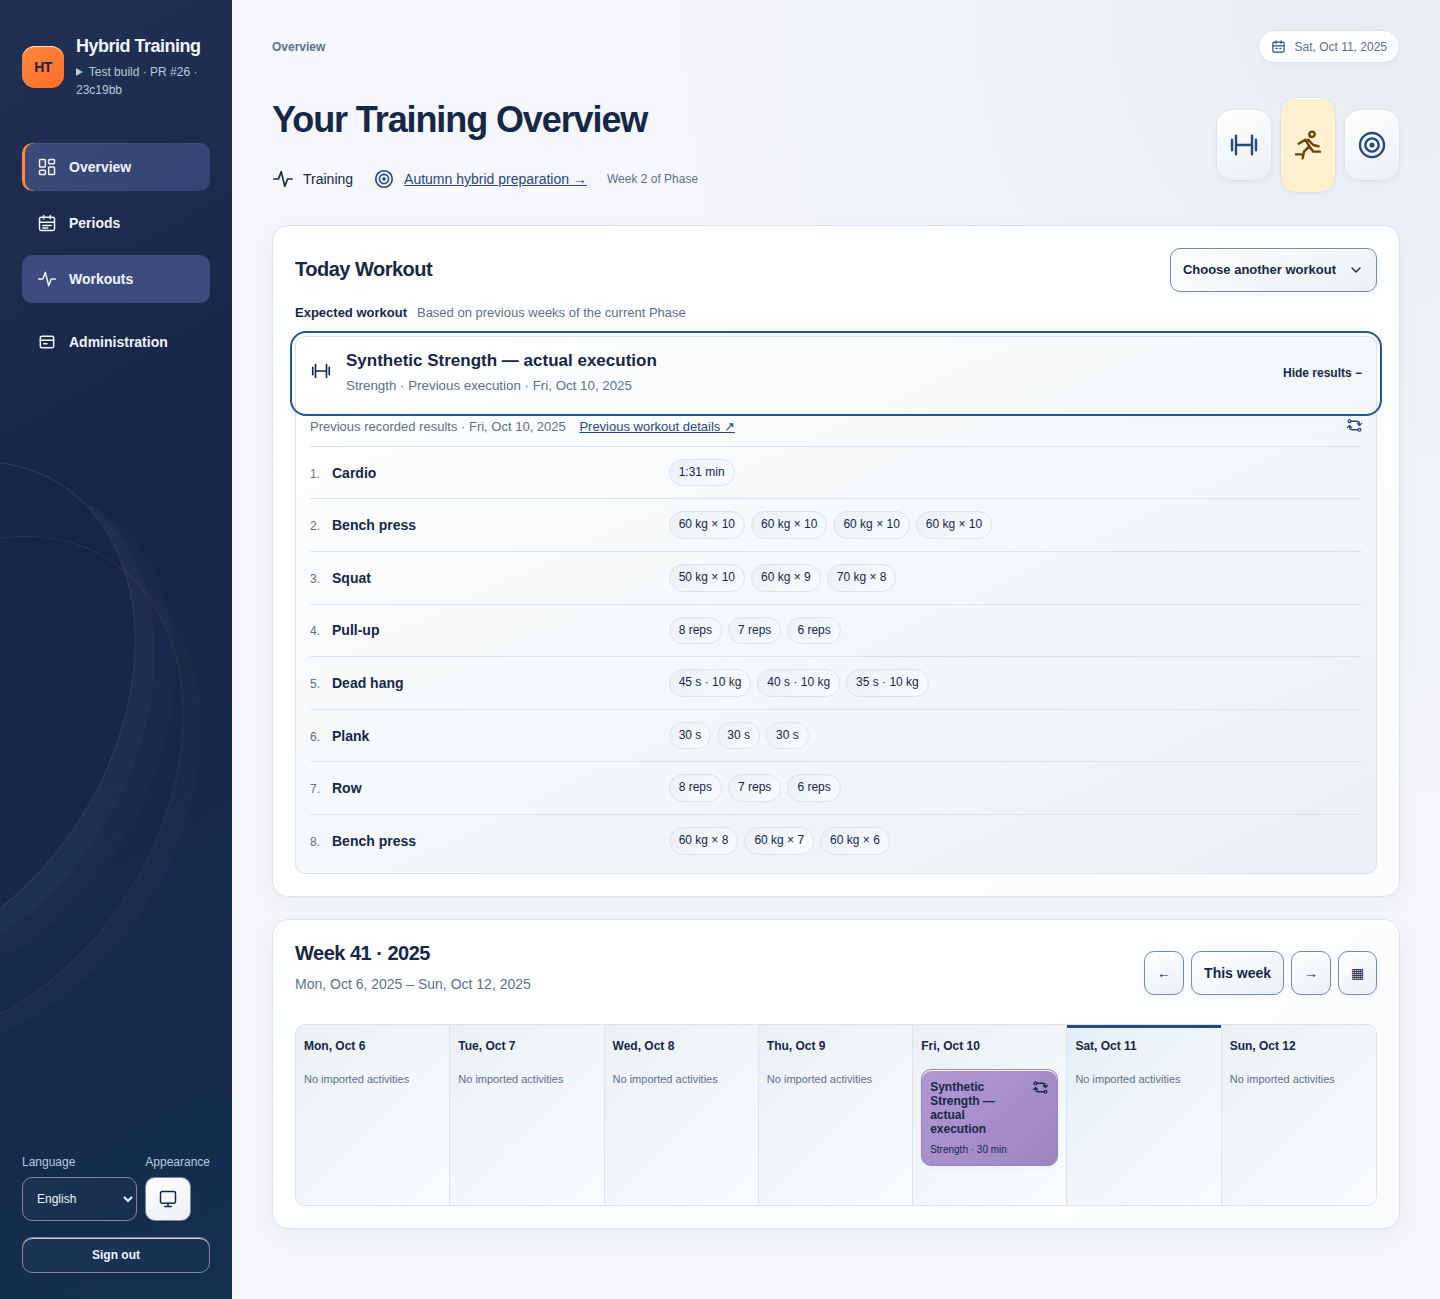 HT
Hybrid Training
▶ Test build · PR #26 ·
23c19bb
Overview
Periods
Workouts
Administration
Language
Appearance
English
Sign out
Overview
Sat, Oct 11, 2025
Your Training Overview
Training
Autumn hybrid preparation →
Week 2 of Phase
Today Workout
Choose another workout
Expected workout Based on previous weeks of the current Phase
Synthetic Strength — actual execution
Strength · Previous execution · Fri, Oct 10, 2025
Hide results −
Previous recorded results · Fri, Oct 10, 2025 Previous workout details ↗
1. Cardio 1:31 min
2. Bench press 60 kg × 10 60 kg × 10 60 kg × 10 60 kg × 10
3. Squat 50 kg × 10 60 kg × 9 70 kg × 8
4. Pull-up 8 reps 7 reps 6 reps
5. Dead hang 45 s · 10 kg 40 s · 10 kg 35 s · 10 kg
6. Plank 30 s 30 s 30 s
7. Row 8 reps 7 reps 6 reps
8. Bench press 60 kg × 8 60 kg × 7 60 kg × 6
Week 41 · 2025
Mon, Oct 6, 2025 – Sun, Oct 12, 2025
← This week →
Mon, Oct 6
No imported activities
Tue, Oct 7
No imported activities
Wed, Oct 8
No imported activities
Thu, Oct 9
No imported activities
Fri, Oct 10
Synthetic
Strength —
actual
execution
Strength · 30 min
Sat, Oct 11
No imported activities
Sun, Oct 12
No imported activities